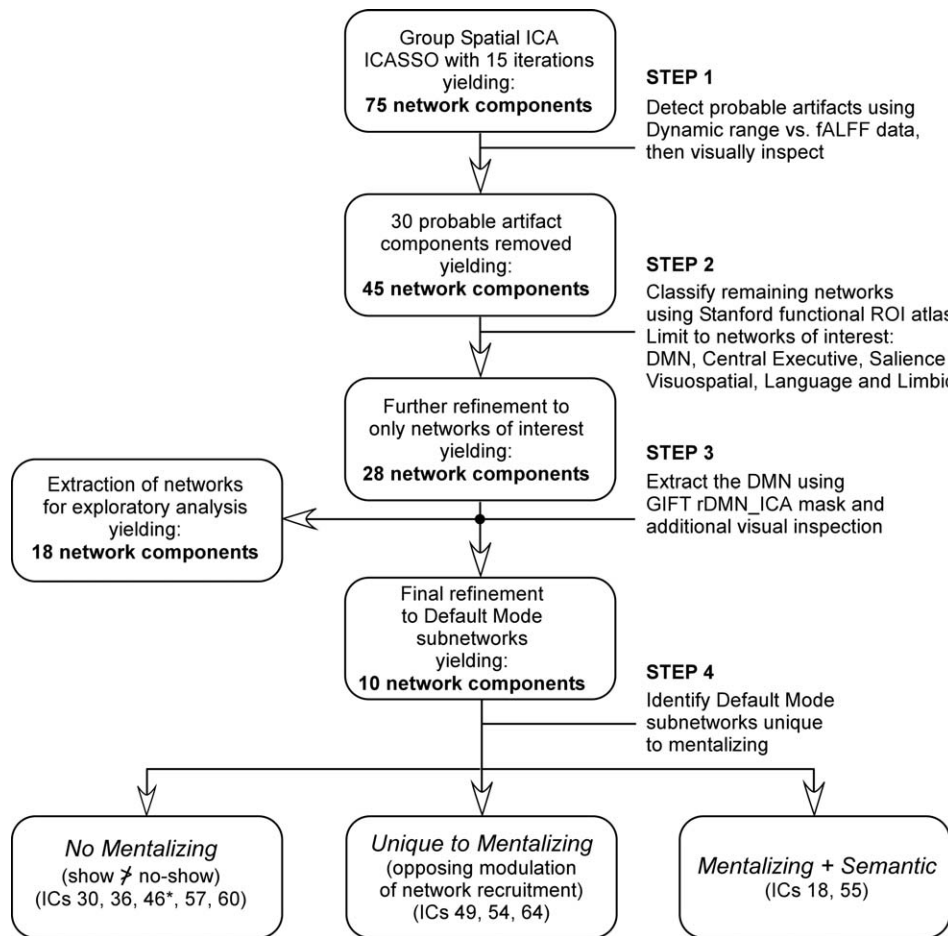 Group Spatial ICA
ICASSO with 15 iterations
yielding:
75 network components
STEP 1
Detect probable artifacts using
Dynamic range vs. fALFF data,
then visually inspect
30 probable artifact
components removed
yielding:
45 network components
STEP 2
Classify remaining networks
using Stanford functional ROI atlas
Limit to networks of interest:
DMN, Central Executive, Salience
Visuospatial, Language and Limbic
Further refinement to
only networks of interest
yielding:
28 network components
STEP 3
Extract the DMN using
GIFT rDMN_ICA mask and
additional visual inspection
Extraction of networks
for exploratory analysis
yielding:
18 network components
Final refinement
to Default Mode
subnetworks
yielding:
10 network components
STEP 4
Identify Default Mode
subnetworks unique
to mentalizing
No Mentalizing
(show ≯ no-show)
(ICs 30, 36, 46*, 57, 60)
Unique to Mentalizing
(opposing modulation
of network recruitment)
(ICs 49, 54, 64)
Mentalizing + Semantic
(ICs 18, 55)